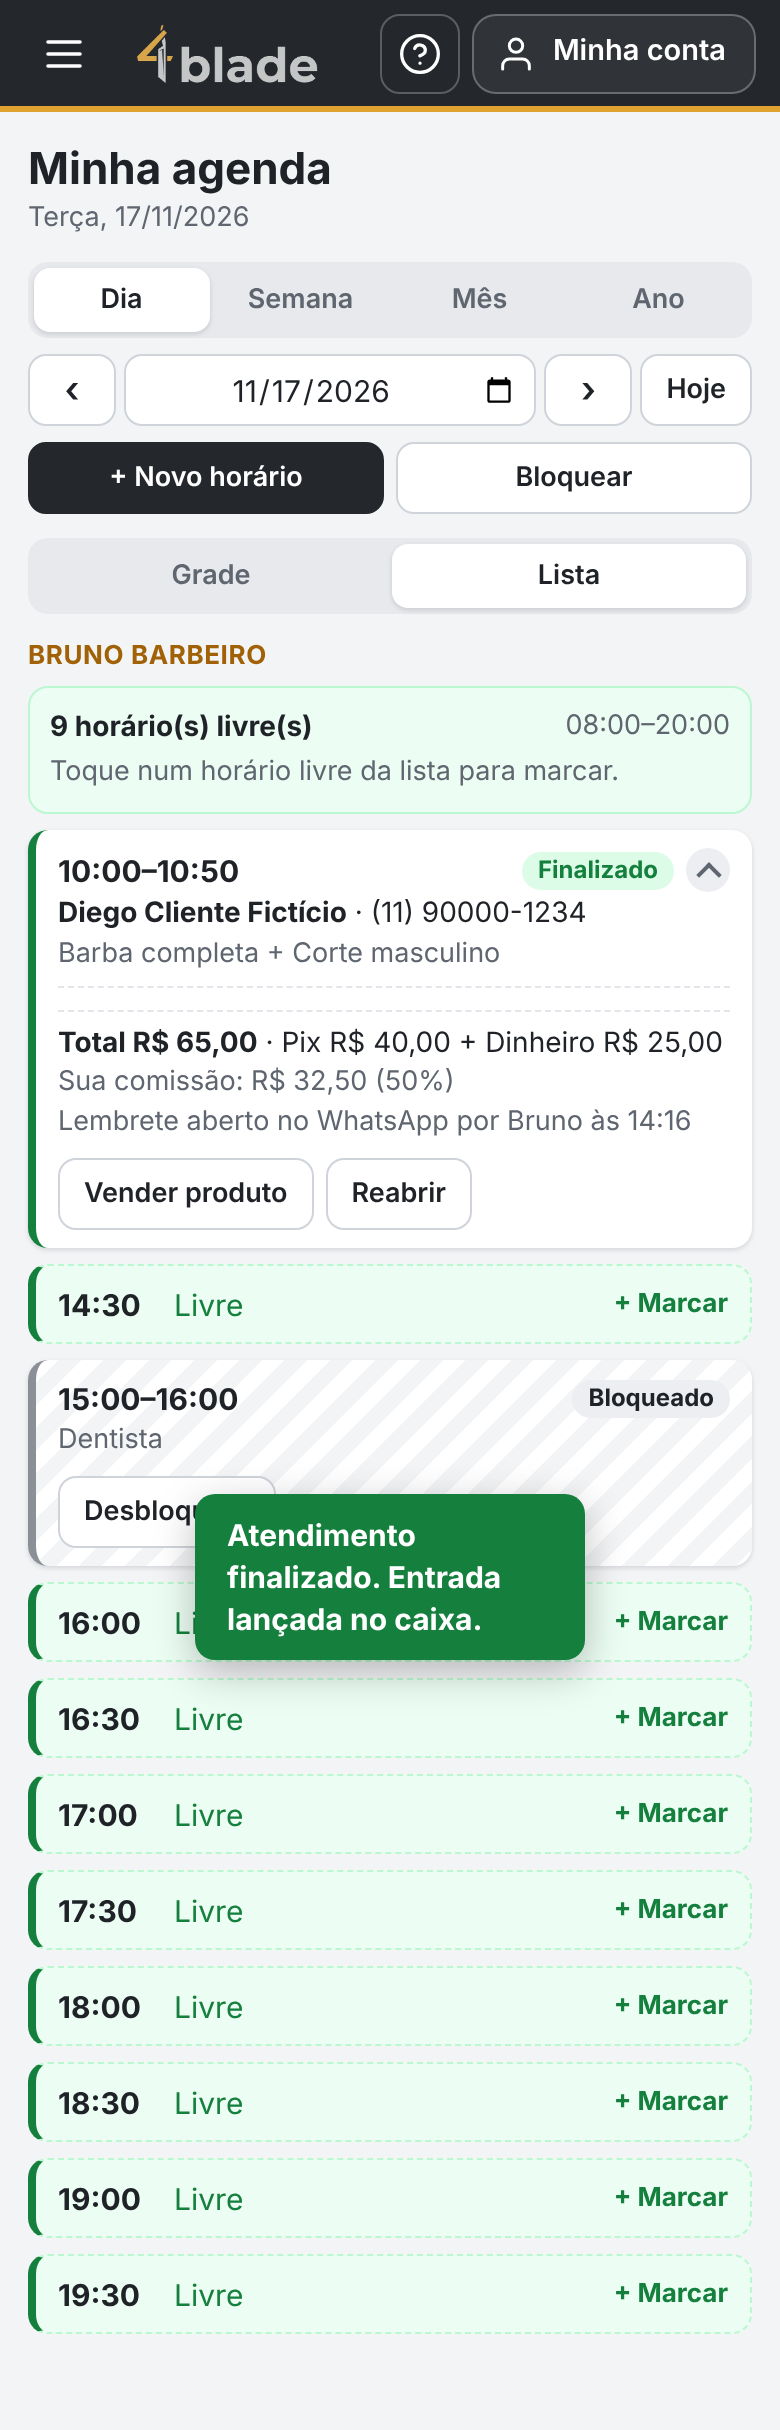 4blade
Minha conta
Minha agenda
Terça, 17/11/2026
Dia
Semana
Mês
Ano
‹
11/17/2026
›
Hoje
+ Novo horário
Bloquear
Grade
Lista
BRUNO BARBEIRO
9 horário(s) livre(s)
08:00–20:00
Toque num horário livre da lista para marcar.
10:00–10:50
Finalizado
Diego Cliente Fictício · (11) 90000-1234
Barba completa + Corte masculino
Total R$ 65,00 · Pix R$ 40,00 + Dinheiro R$ 25,00
Sua comissão: R$ 32,50 (50%)
Lembrete aberto no WhatsApp por Bruno às 14:16
Vender produto
Reabrir
14:30 Livre + Marcar
15:00–16:00
Bloqueado
Dentista
Atendimento
finalizado. Entrada
lançada no caixa.
16:00 + Marcar
16:30 Livre + Marcar
17:00 Livre + Marcar
17:30 Livre + Marcar
18:00 Livre + Marcar
18:30 Livre + Marcar
19:00 Livre + Marcar
19:30 Livre + Marcar